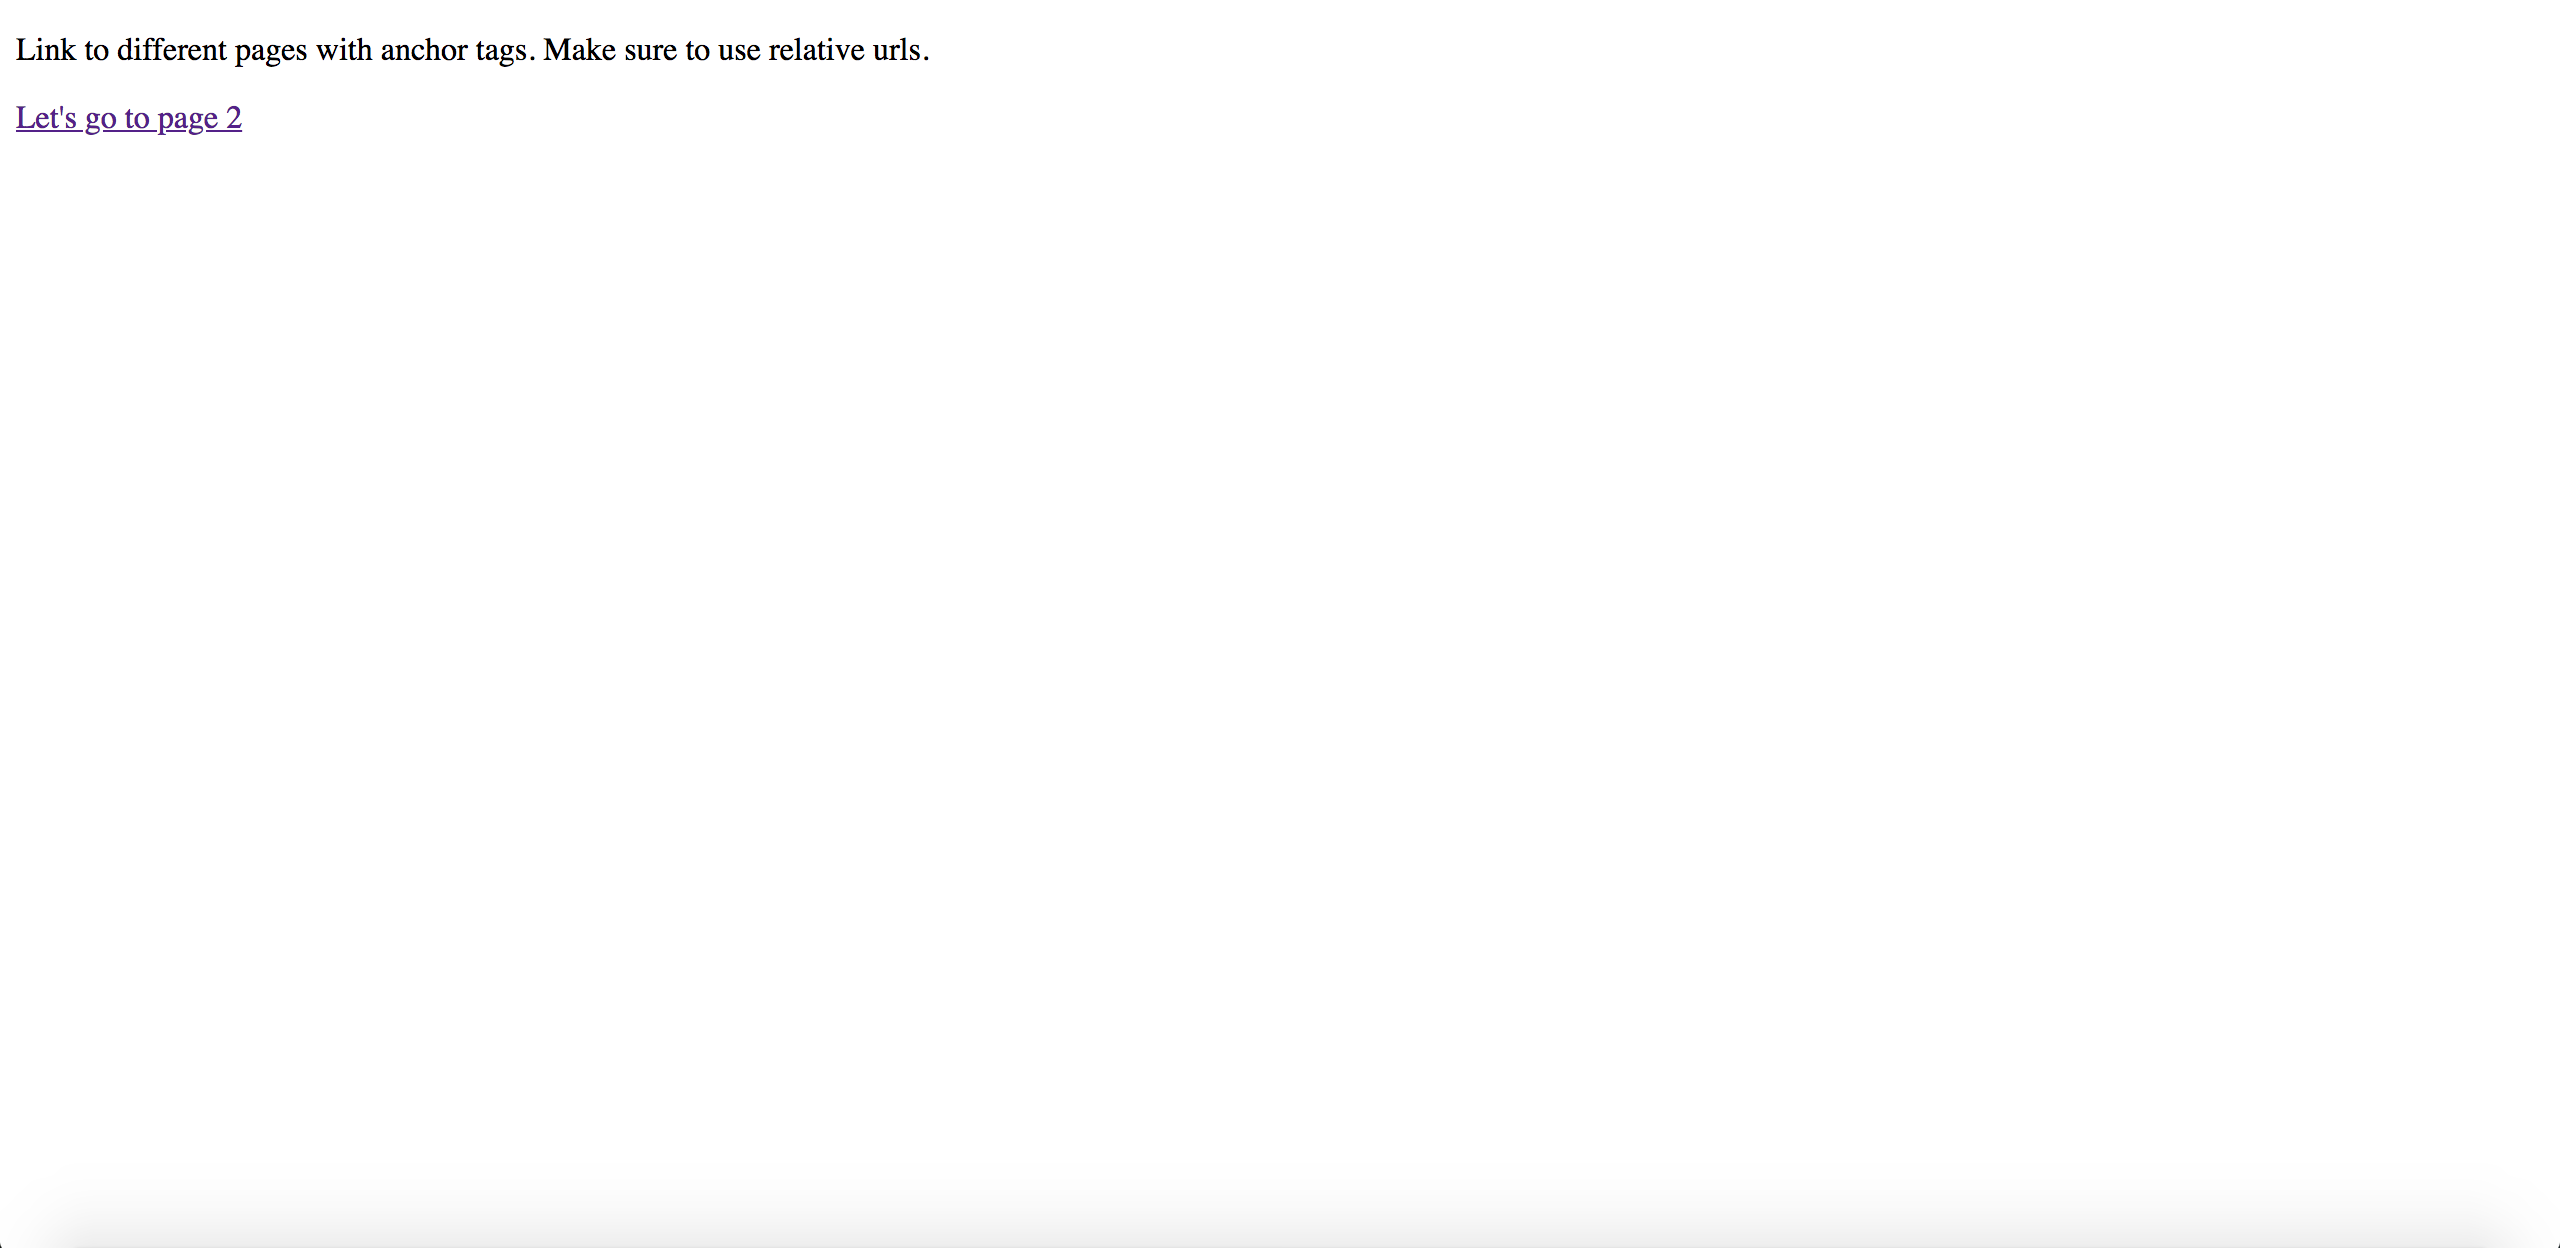 Link to different pages with anchor tags. Make sure to use relative urls.
Let's go to page 2